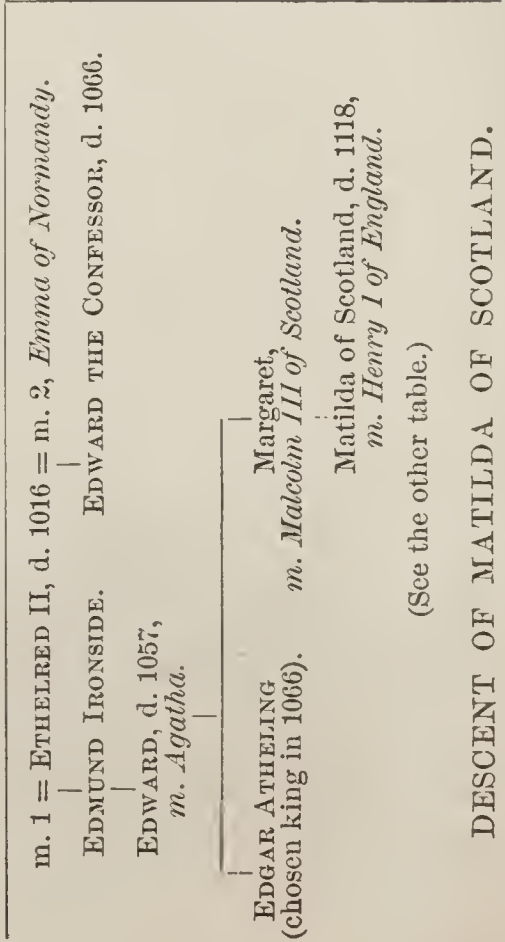 m. 1 = ETHELRED II, d. 1016 = m. 2, Emma of Normandy.
EDMUND IRONSIDE. EDWARD THE CONFESSOR, d. 1066.
EDWARD, d. 1057,
m. Agatha.
EDGAR ATHELING
(chosen king in 1066).
Margaret,
m. Malcolm III of Scotland.
Matilda of Scotland, d. 1118,
m. Henry I of England.
(See the other table.)
DESCENT OF MATILDA OF SCOTLAND.